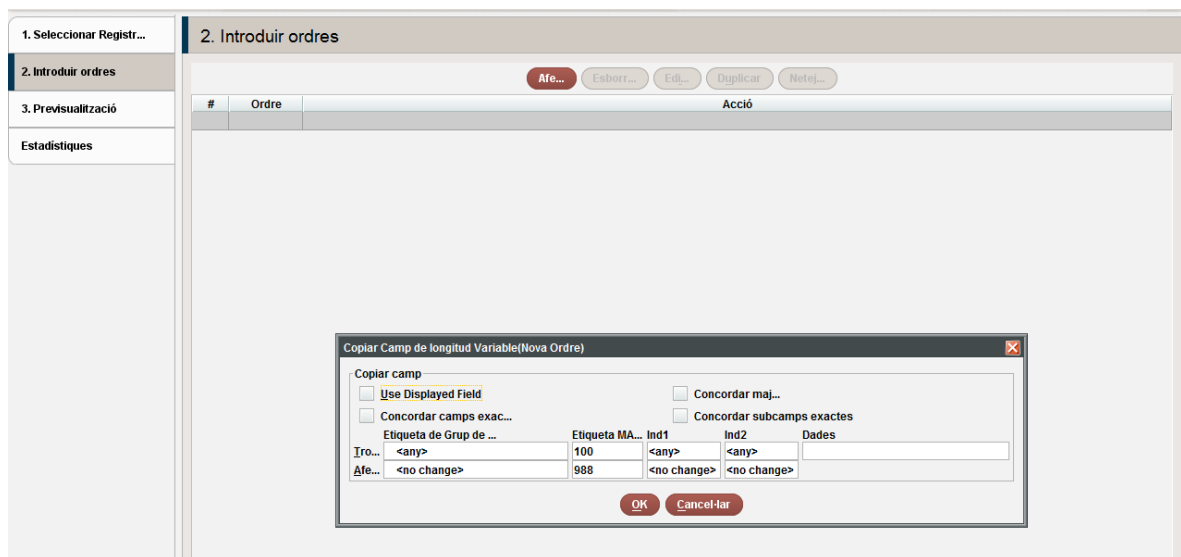 1. Seleccionar Registr...
2. Introduir ordres
3. Previsualització
Estadístiques
2. Introduir ordres
Afe... Esborr... Edi... Duplicar Netej...
# Ordre Acció
Copiar Camp de longitud Variable(Nova Ordre)
Copiar camp
Use Displayed Field Concordar maj...
Concordar camps exac... Concordar subcamps exactes
Etiqueta de Grup de ... Etiqueta MA... Ind1 Ind2 Dades
Tro... <any> 100 <any> <any>
Afe... <no change> 988 <no change> <no change>
OK Cancel·lar